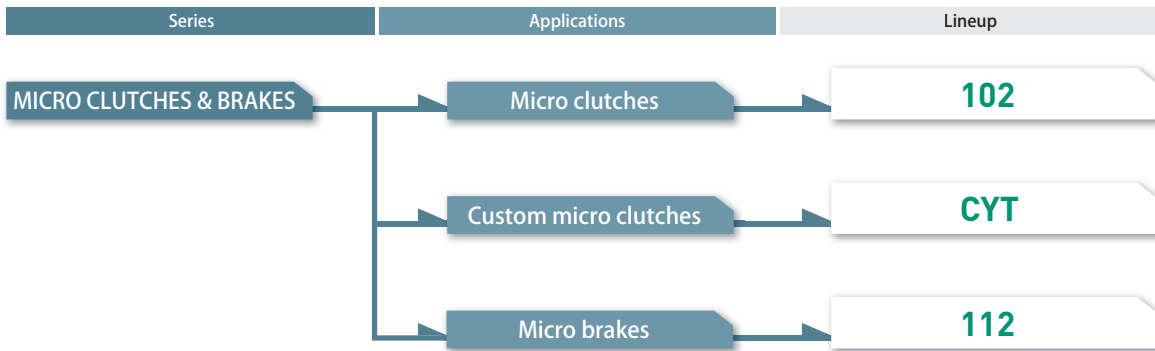 Series
Applications
Lineup
MICRO CLUTCHES & BRAKES
Micro clutches
102
Custom micro clutches
CYT
Micro brakes
112